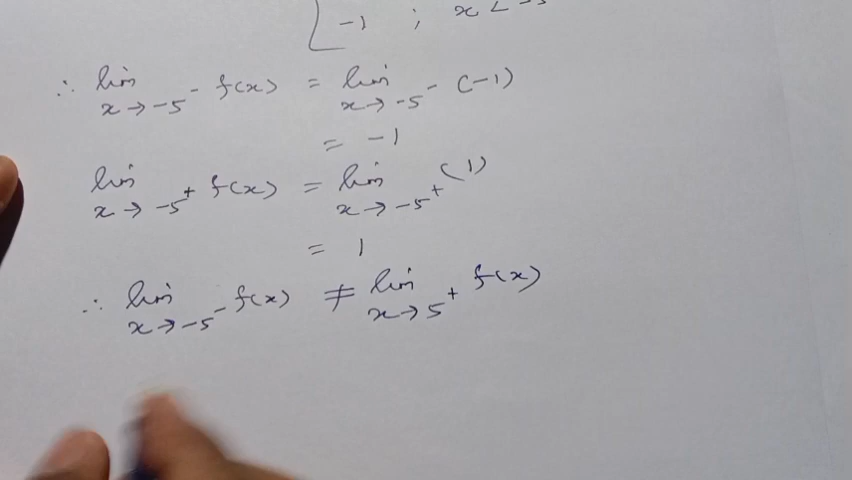 -1 ; x < -5
∴ lim x→-5⁻ f(x) = lim x→-5⁻ (-1)
= -1
lim x→-5⁺ f(x) = lim x→-5⁺ (1)
= 1
∴ lim x→-5⁻ f(x) ≠ lim x→5⁺ f(x)